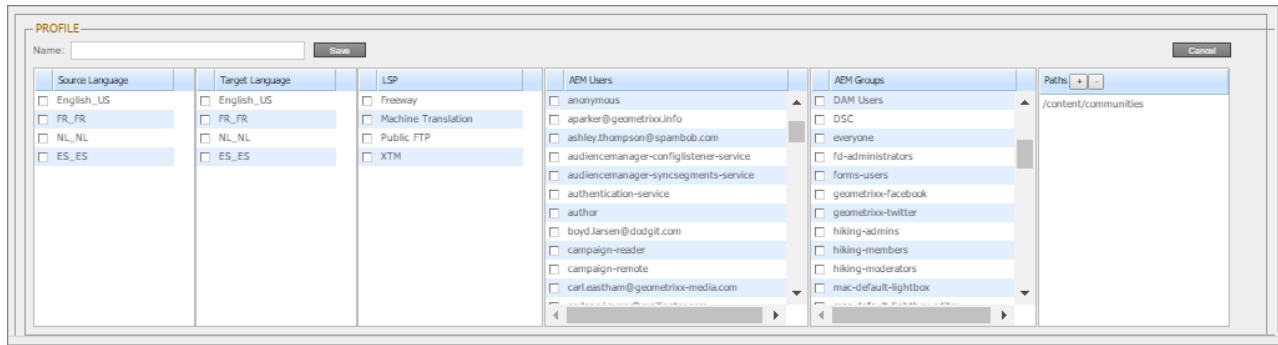 PROFILE
Name:
Save
Cancel
Source Language
English_US
FR_FR
NL_NL
ES_ES
Target Language
English_US
FR_FR
NL_NL
ES_ES
LSP
Freeway
Machine Translation
Public FTP
XTM
AEM Users
anonymous
aparker@geometrixx.info
ashley.thompson@spambob.com
audiencemanager-configlistener-service
audiencemanager-syncsegments-service
authentication-service
author
boyd.larsen@dodgit.com
campaign-reader
campaign-remote
carl.eastham@geometrixx-media.com
AEM Groups
DAM Users
DSC
everyone
fd-administrators
forms-users
geometrixx-facebook
geometrixx-twitter
hiking-admins
hiking-members
hiking-moderators
mac-default-lightbox
Paths + -
/content/communities